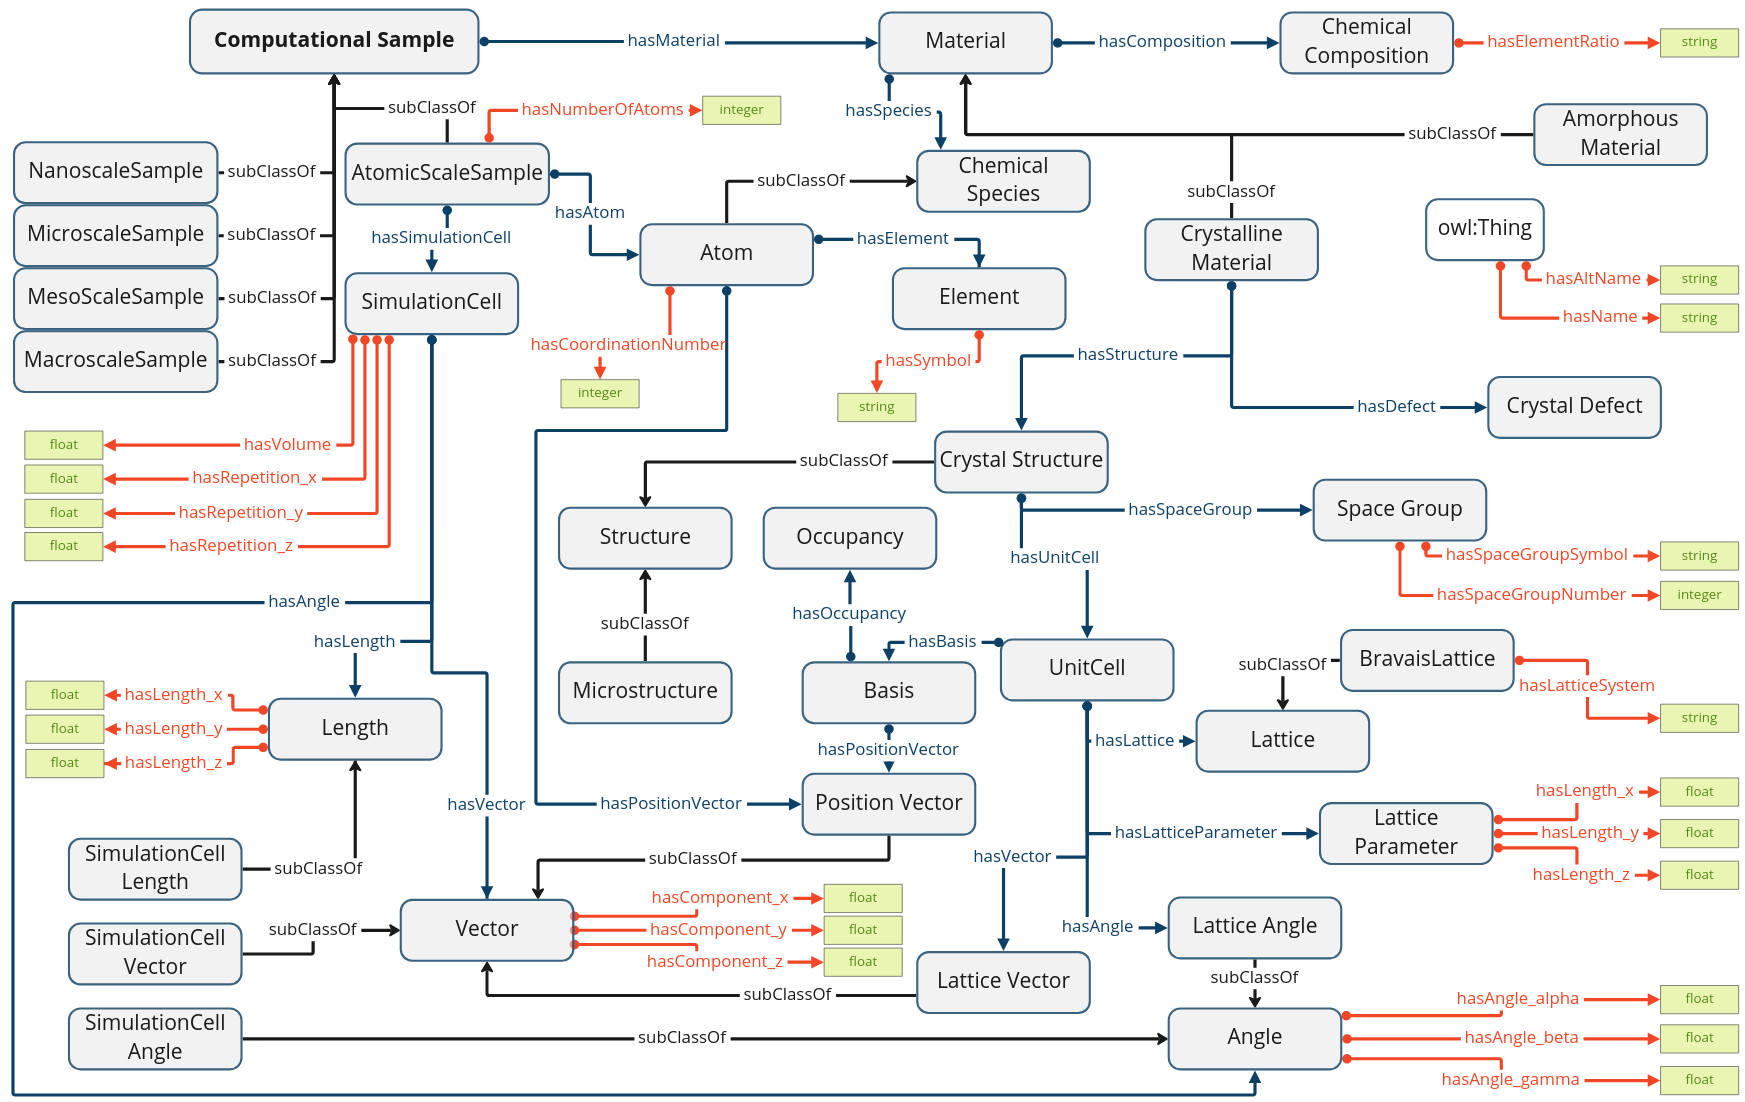 Computational Sample
hasMaterial
Material
hasComposition
Chemical
Composition
hasElementRatio
string
subClassOf
hasNumberOfAtoms
integer
hasSpecies
subClassOf
Amorphous
Material
NanoscaleSample
subClassOf
AtomicScaleSample
hasAtom
subClassOf
Chemical
Species
subClassOf
MicroscaleSample
subClassOf
hasSimulationCell
Atom
hasElement
Crystalline
Material
owl:Thing
hasAltName
string
hasName
string
MesoScaleSample
subClassOf
SimulationCell
Element
MacroscaleSample
subClassOf
hasCoordinationNumber
integer
hasSymbol
string
hasStructure
hasDefect
Crystal Defect
float
hasVolume
float
hasRepetition_x
float
hasRepetition_y
float
hasRepetition_z
subClassOf
Crystal Structure
Structure
Occupancy
hasSpaceGroup
Space Group
hasUnitCell
hasSpaceGroupSymbol
string
hasSpaceGroupNumber
integer
hasAngle
hasLength
subClassOf
hasOccupancy
hasBasis
UnitCell
subClassOf
BravaisLattice
hasLatticeSystem
string
Microstructure
Basis
float
hasLength_x
float
hasLength_y
float
hasLength_z
Length
hasPositionVector
hasLattice
Lattice
hasVector
hasPositionVector
Position Vector
hasLatticeParameter
Lattice
Parameter
hasLength_x
float
hasLength_y
float
hasLength_z
float
SimulationCell
Length
subClassOf
subClassOf
hasVector
SimulationCell
Vector
subClassOf
Vector
hasComponent_x
float
hasComponent_y
float
hasComponent_z
float
hasAngle
Lattice Angle
Lattice Vector
subClassOf
subClassOf
SimulationCell
Angle
subClassOf
Angle
hasAngle_alpha
float
hasAngle_beta
float
hasAngle_gamma
float